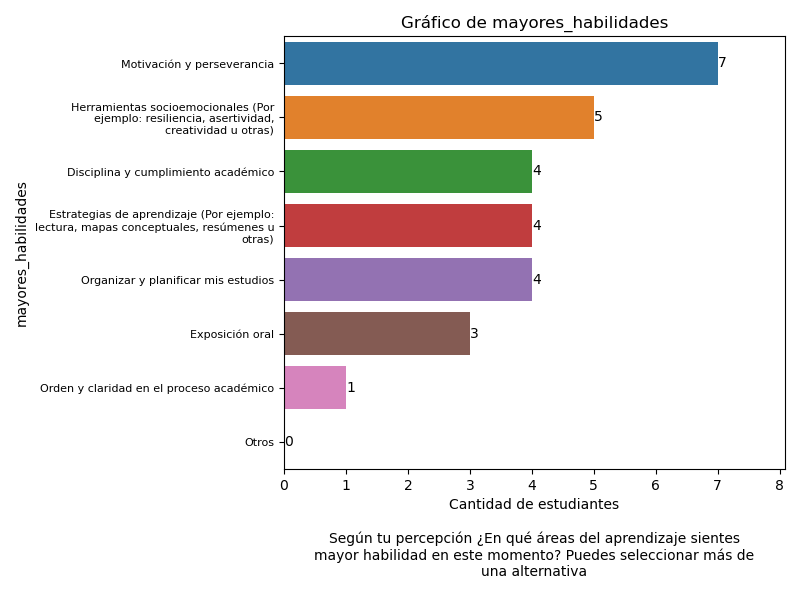 Gráfico de mayores_habilidades
mayores_habilidades
Motivación y perseverancia
7
Herramientas socioemocionales (Por
ejemplo: resiliencia, asertividad,
creatividad u otras)
5
Disciplina y cumplimiento académico
4
Estrategias de aprendizaje (Por ejemplo:
lectura, mapas conceptuales, resúmenes u
otras)
4
Organizar y planificar mis estudios
4
Exposición oral
3
Orden y claridad en el proceso académico
1
Otros
0
0 1 2 3 4 5 6 7 8
Cantidad de estudiantes
Según tu percepción ¿En qué áreas del aprendizaje sientes
mayor habilidad en este momento? Puedes seleccionar más de
una alternativa